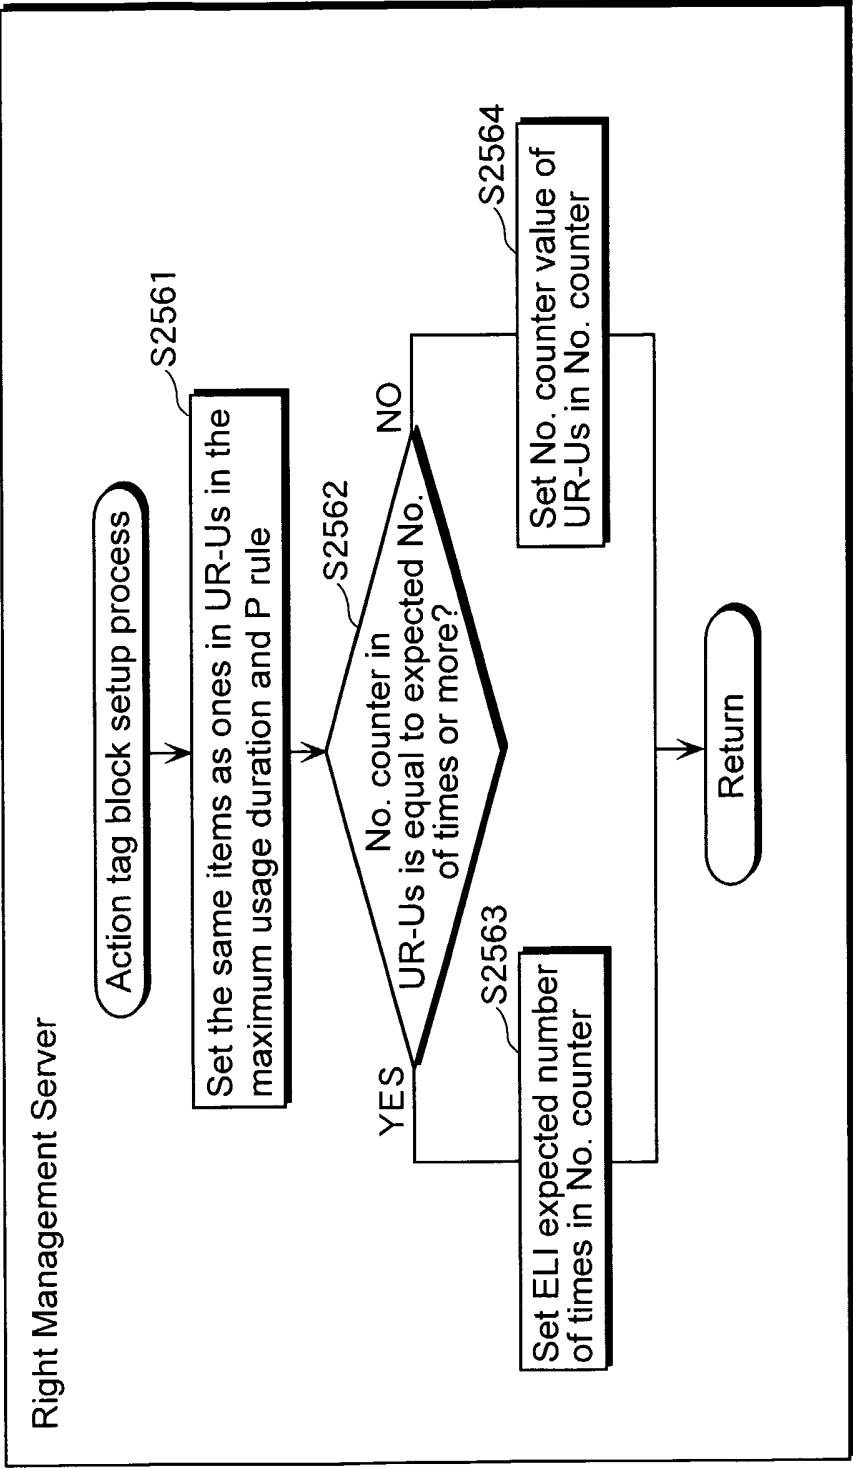 Right Management Server
Action tag block setup process
S2561
Set the same items as ones in UR-Us in the
maximum usage duration and P rule
S2562
No. counter in
UR-Us is equal to expected No.
of times or more?
YES
NO
S2563
Set ELI expected number
of times in No. counter
S2564
Set No. counter value of
UR-Us in No. counter
Return